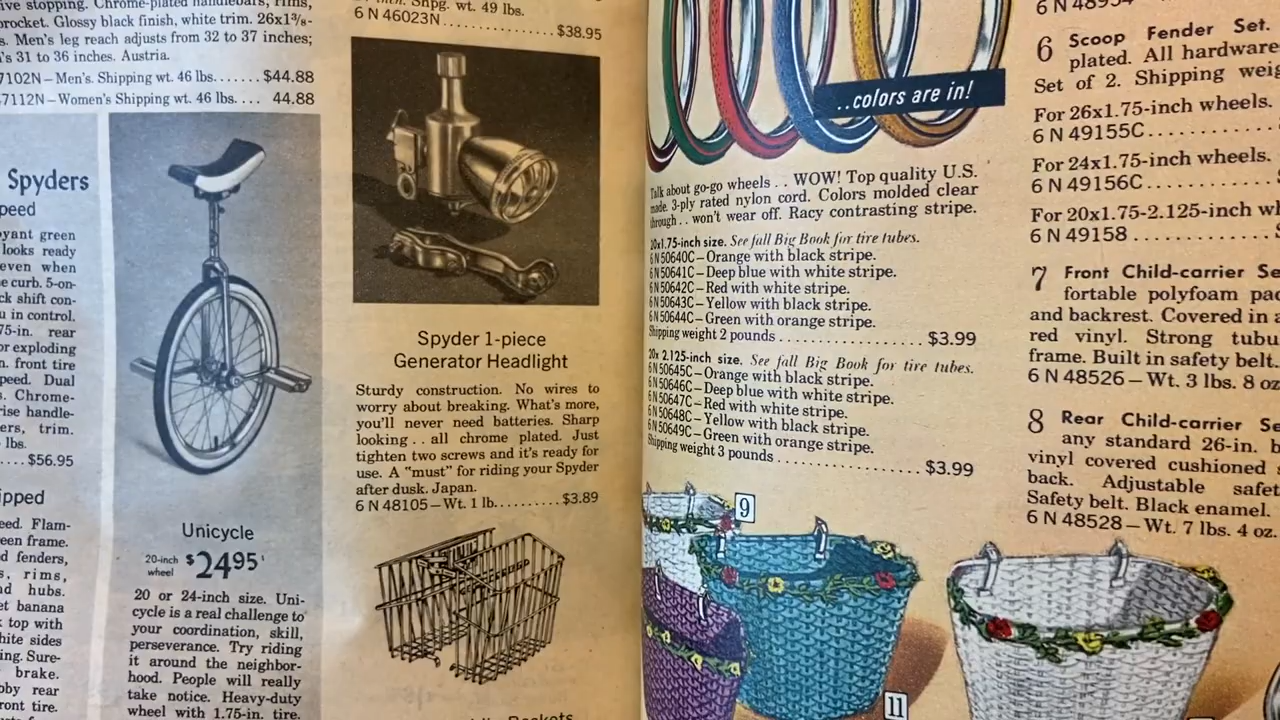 ive stopping. Chrome-plated handlebars, rims,
procket. Glossy black finish, white trim. 26x1³/₈-
s. Men's leg reach adjusts from 32 to 37 inches;
's 31 to 36 inches. Austria.
7102N – Men's. Shipping wt. 46 lbs....... $44.88
47112N – Women's Shipping wt. 46 lbs.... 44.88
Spyders
peed
oyant green
looks ready
even when
he curb. 5-on-
ck shift con-
u in control.
75-in. rear
or exploding
n. front tire
peed. Dual
s. Chrome-
rise handle-
ers, trim.
lbs.
.... $56.95
ipped
eed. Flam-
een frame.
d fenders,
s, rims,
nd hubs.
et banana
top with
hite sides
ing. Sure-
brake.
bby rear
ront tire.
Unicycle
20-inch wheel $24.95
20 or 24-inch size. Uni-
cycle is a real challenge to
your coordination, skill,
perseverance. Try riding
it around the neighbor-
hood. People will really
take notice. Heavy-duty
wheel with 1.75-in. tire.
Shpg. wt. 49 lbs.
6 N 46023N.................. $38.95
Spyder 1-piece
Generator Headlight
Sturdy construction. No wires to
worry about breaking. What's more,
you'll never need batteries. Sharp
looking . . all chrome plated. Just
tighten two screws and it's ready for
use. A "must" for riding your Spyder
after dusk. Japan.
6 N 48105 – Wt. 1 lb.......... $3.89
Baskets
..colors are in!
Talk about go-go wheels . . WOW! Top quality U.S.
made. 3-ply rated nylon cord. Colors molded clear
through . . won't wear off. Racy contrasting stripe.
20x1.75-inch size. See fall Big Book for tire tubes.
6 N 50640C – Orange with black stripe.
6 N 50641C – Deep blue with white stripe.
6 N 50642C – Red with white stripe.
6 N 50643C – Yellow with black stripe.
6 N 50644C – Green with orange stripe.
Shipping weight 2 pounds ..................... $3.99
20x 2.125-inch size. See fall Big Book for tire tubes.
6 N 50645C – Orange with black stripe.
6 N 50646C – Deep blue with white stripe.
6 N 50647C – Red with white stripe.
6 N 50648C – Yellow with black stripe.
6 N 50649C – Green with orange stripe.
Shipping weight 3 pounds ..................... $3.99
9
11
6 Scoop Fender Set.
plated. All hardware
Set of 2. Shipping weig
For 26x1.75-inch wheels.
6 N 49155C..............
For 24x1.75-inch wheels.
6 N 49156C.............. $
For 20x1.75-2.125-inch w
6 N 49158 .............. $
7 Front Child-carrier Se
fortable polyfoam pad
and backrest. Covered in a
red vinyl. Strong tubu
frame. Built in safety belt.
6 N 48526 – Wt. 3 lbs. 8 oz.
8 Rear Child-carrier Se
any standard 26-in. b
vinyl covered cushioned s
back. Adjustable safet
Safety belt. Black enamel.
6 N 48528 – Wt. 7 lbs. 4 oz.